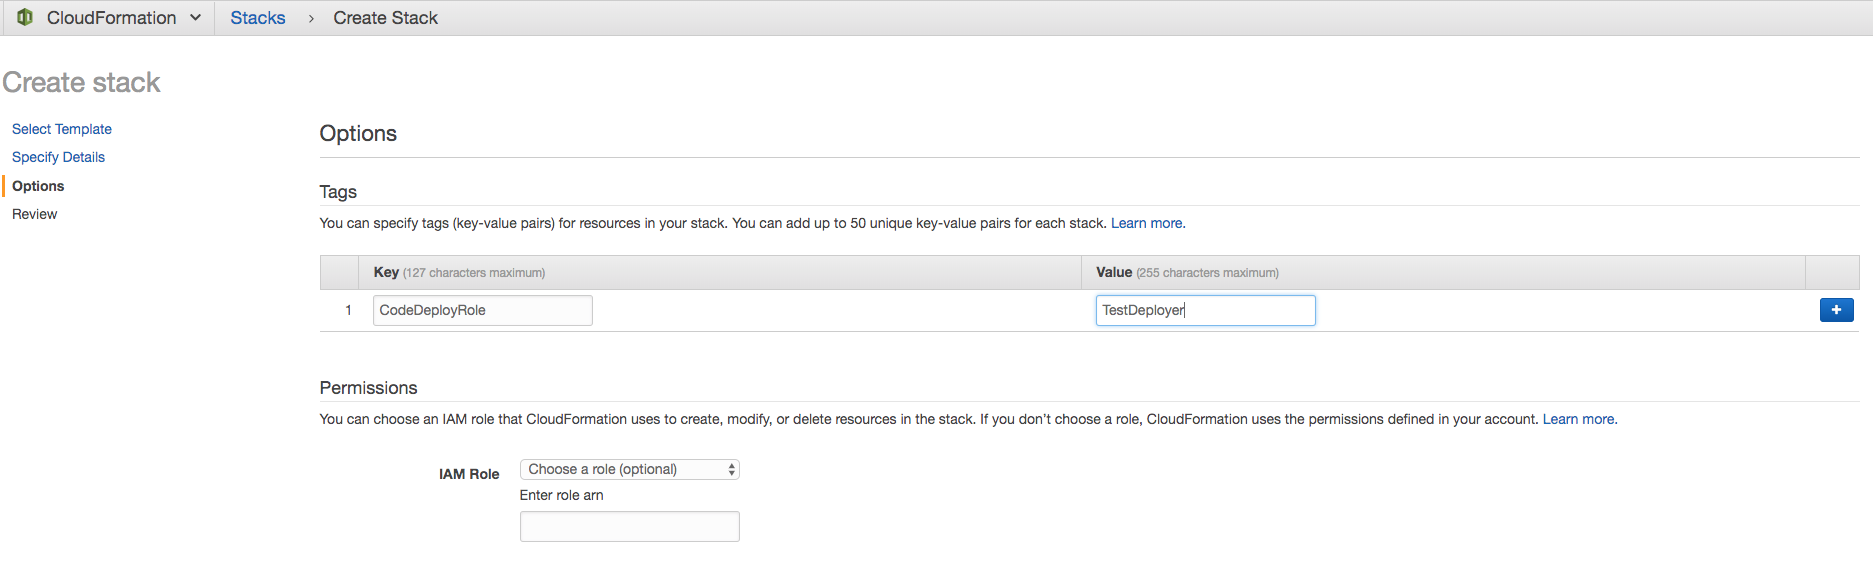 CloudFormation Stacks > Create Stack
Create stack
Select Template
Specify Details
Options
Review
Options
Tags
You can specify tags (key-value pairs) for resources in your stack. You can add up to 50 unique key-value pairs for each stack. Learn more.
Key (127 characters maximum) Value (255 characters maximum)
1 CodeDeployRole TestDeployer +
Permissions
You can choose an IAM role that CloudFormation uses to create, modify, or delete resources in the stack. If you don't choose a role, CloudFormation uses the permissions defined in your account. Learn more.
IAM Role Choose a role (optional)
Enter role arn